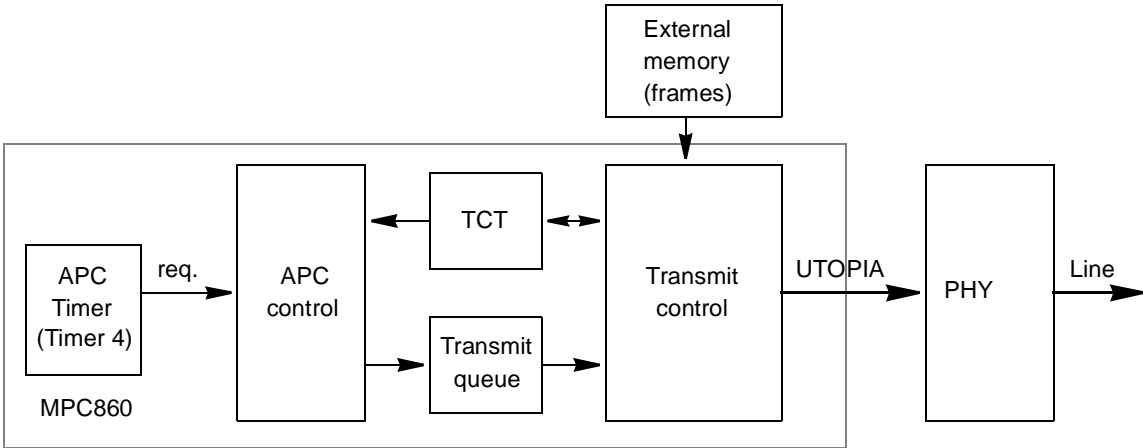 External
memory
(frames)
TCT
APC
Timer
(Timer 4)
req.
APC
control
Transmit
control
UTOPIA
PHY
Line
Transmit
queue
MPC860